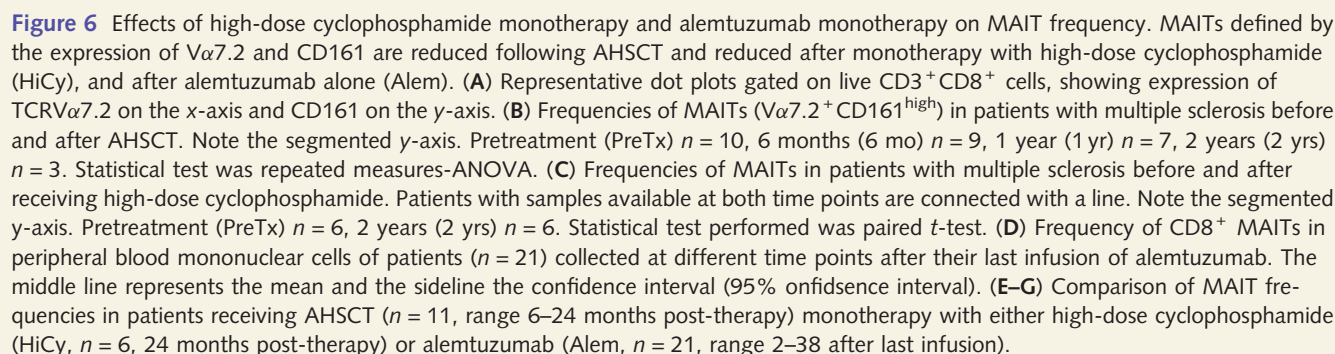 Figure 6 Effects of high-dose cyclophosphamide monotherapy and alemtuzumab monotherapy on MAIT frequency. MAITs defined by
the expression of Vα7.2 and CD161 are reduced following AHSCT and reduced after monotherapy with high-dose cyclophosphamide
(HiCy), and after alemtuzumab alone (Alem). (A) Representative dot plots gated on live CD3⁺CD8⁺ cells, showing expression of
TCRVα7.2 on the x-axis and CD161 on the y-axis. (B) Frequencies of MAITs (Vα7.2⁺CD161ʰⁱᵍʰ) in patients with multiple sclerosis before
and after AHSCT. Note the segmented y-axis. Pretreatment (PreTx) n = 10, 6 months (6 mo) n = 9, 1 year (1 yr) n = 7, 2 years (2 yrs)
n = 3. Statistical test was repeated measures-ANOVA. (C) Frequencies of MAITs in patients with multiple sclerosis before and after
receiving high-dose cyclophosphamide. Patients with samples available at both time points are connected with a line. Note the segmented
y-axis. Pretreatment (PreTx) n = 6, 2 years (2 yrs) n = 6. Statistical test performed was paired t-test. (D) Frequency of CD8⁺ MAITs in
peripheral blood mononuclear cells of patients (n = 21) collected at different time points after their last infusion of alemtuzumab. The
middle line represents the mean and the sideline the confidence interval (95% onfidsence interval). (E–G) Comparison of MAIT fre-
quencies in patients receiving AHSCT (n = 11, range 6–24 months post-therapy) monotherapy with either high-dose cyclophosphamide
(HiCy, n = 6, 24 months post-therapy) or alemtuzumab (Alem, n = 21, range 2–38 after last infusion).